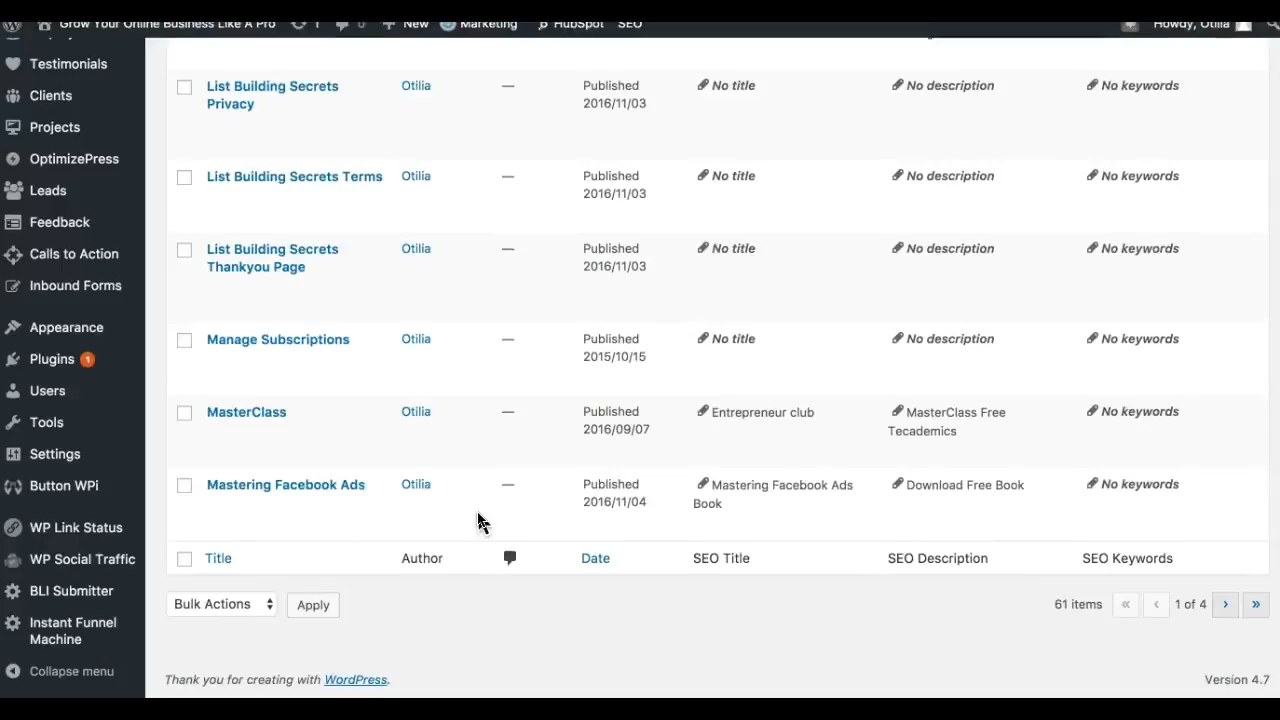 Grow Your Online Business Like A Pro 1 0 New Marketing HubSpot SEO Howdy, Otilia
Testimonials
Clients
Projects
OptimizePress
Leads
Feedback
Calls to Action
Inbound Forms
Appearance
Plugins 1
Users
Tools
Settings
Button WPi
WP Link Status
WP Social Traffic
BLI Submitter
Instant Funnel
Machine
Collapse menu
List Building Secrets Otilia — Published No title No description No keywords
Privacy 2016/11/03
List Building Secrets Terms Otilia — Published No title No description No keywords
2016/11/03
List Building Secrets Otilia — Published No title No description No keywords
Thankyou Page 2016/11/03
Manage Subscriptions Otilia — Published No title No description No keywords
2015/10/15
MasterClass Otilia — Published Entrepreneur club MasterClass Free No keywords
2016/09/07 Tecademics
Mastering Facebook Ads Otilia — Published Mastering Facebook Ads Download Free Book No keywords
2016/11/04 Book
Title Author Date SEO Title SEO Description SEO Keywords
Bulk Actions Apply 61 items « ‹ 1 of 4 › »
Thank you for creating with WordPress. Version 4.7